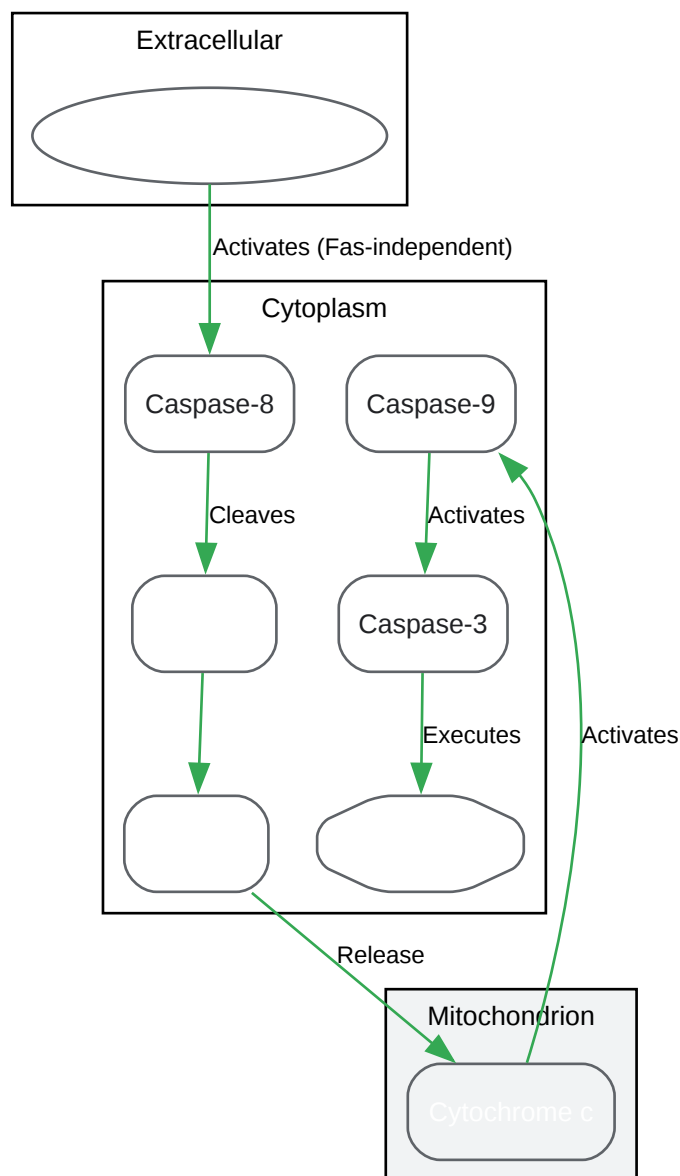 Extracellular
Activates (Fas-independent)
Cytoplasm
Caspase-8
Caspase-9
Cleaves
Activates
Caspase-3
Executes
Activates
Release
Mitochondrion
Cytochrome c